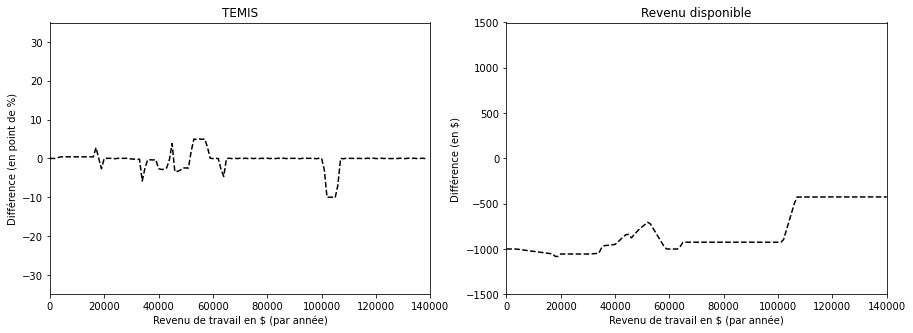 TEMIS
30
20
10
0
−10
−20
−30
Différence (en point de %)
0 20000 40000 60000 80000 100000 120000 140000
Revenu de travail en $ (par année)
Revenu disponible
1500
1000
500
0
−500
−1000
−1500
Différence (en $)
0 20000 40000 60000 80000 100000 120000 140000
Revenu de travail en $ (par année)